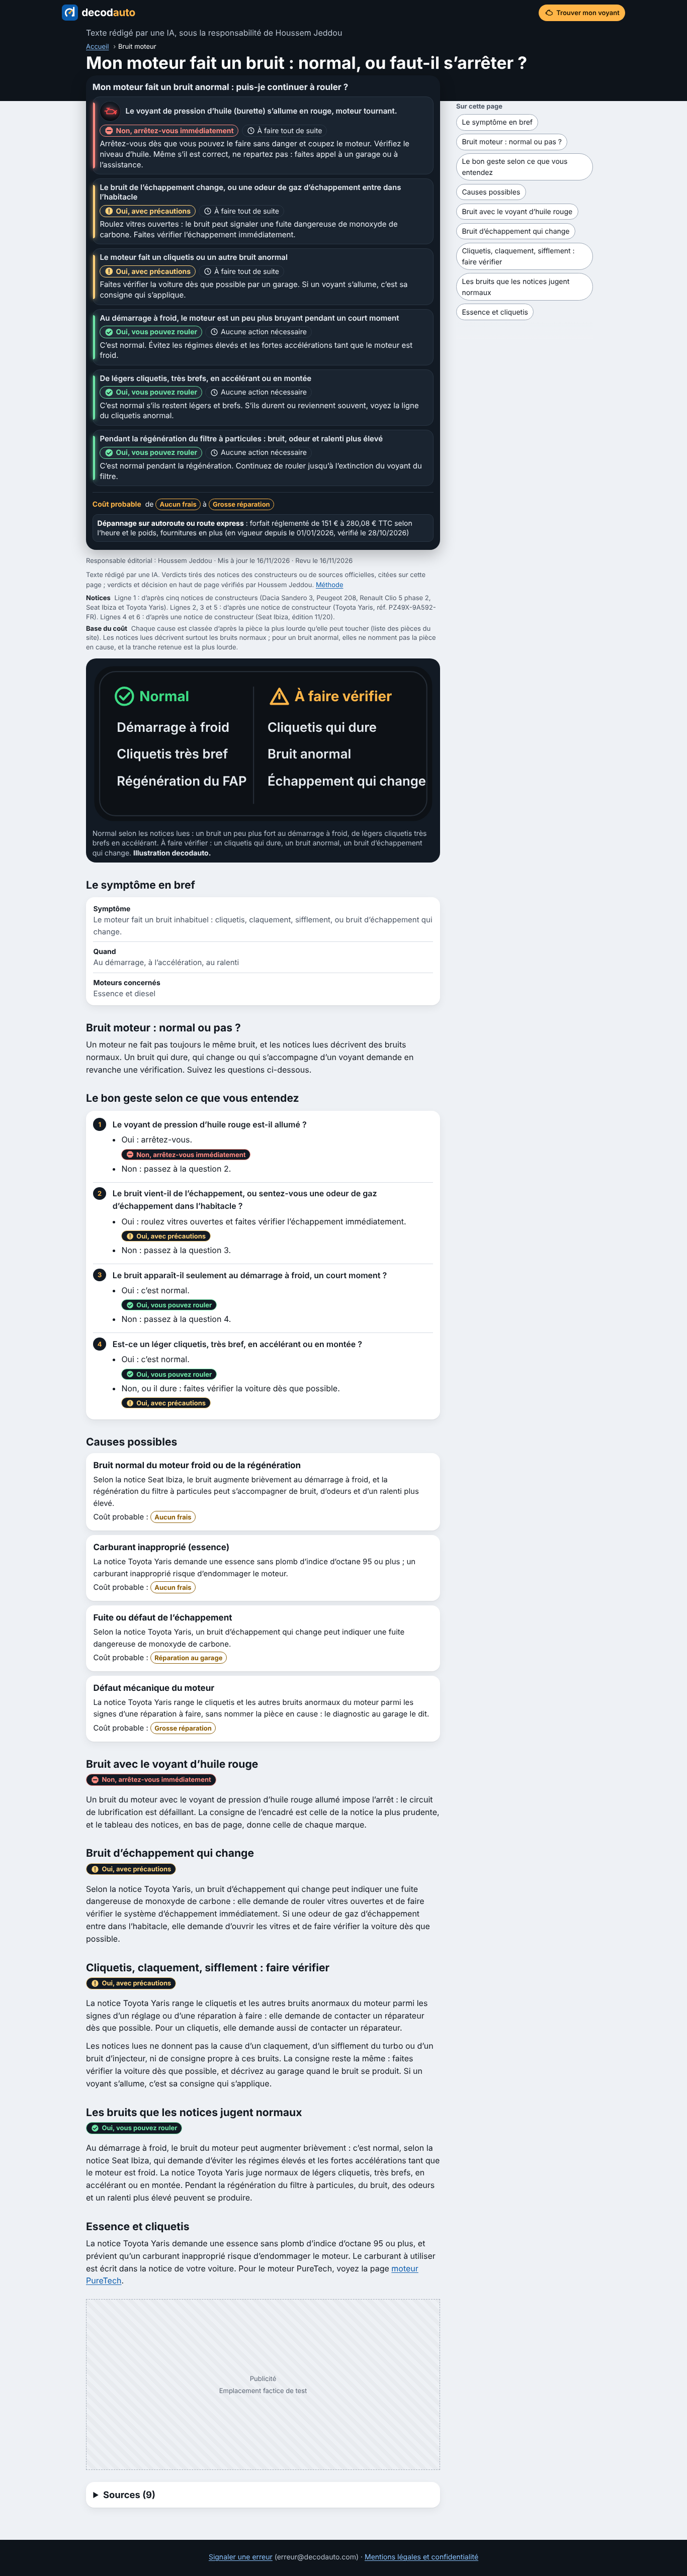 decodauto
Trouver mon voyant
Texte rédigé par une IA, sous la responsabilité de Houssem Jeddou
Accueil › Bruit moteur
Mon moteur fait un bruit : normal, ou faut-il s’arrêter ?
Mon moteur fait un bruit anormal : puis-je continuer à rouler ?
Le voyant de pression d’huile (burette) s’allume en rouge, moteur tournant.
Non, arrêtez-vous immédiatement
À faire tout de suite
Arrêtez-vous dès que vous pouvez le faire sans danger et coupez le moteur. Vérifiez le
niveau d’huile. Même s’il est correct, ne repartez pas : faites appel à un garage ou à
l’assistance.
Le bruit de l’échappement change, ou une odeur de gaz d’échappement entre dans
l’habitacle
Oui, avec précautions
À faire tout de suite
Roulez vitres ouvertes : le bruit peut signaler une fuite dangereuse de monoxyde de
carbone. Faites vérifier l’échappement immédiatement.
Le moteur fait un cliquetis ou un autre bruit anormal
Oui, avec précautions
À faire tout de suite
Faites vérifier la voiture dès que possible par un garage. Si un voyant s’allume, c’est sa
consigne qui s’applique.
Au démarrage à froid, le moteur est un peu plus bruyant pendant un court moment
Oui, vous pouvez rouler
Aucune action nécessaire
C’est normal. Évitez les régimes élevés et les fortes accélérations tant que le moteur est
froid.
De légers cliquetis, très brefs, en accélérant ou en montée
Oui, vous pouvez rouler
Aucune action nécessaire
C’est normal s’ils restent légers et brefs. S’ils durent ou reviennent souvent, voyez la ligne
du cliquetis anormal.
Pendant la régénération du filtre à particules : bruit, odeur et ralenti plus élevé
Oui, vous pouvez rouler
Aucune action nécessaire
C’est normal pendant la régénération. Continuez de rouler jusqu’à l’extinction du voyant du
filtre.
Coût probable de Aucun frais à Grosse réparation
Dépannage sur autoroute ou route express : forfait réglementé de 151 € à 280,08 € TTC selon
l’heure et le poids, fournitures en plus (en vigueur depuis le 01/01/2026, vérifié le 28/10/2026)
Sur cette page
Le symptôme en bref
Bruit moteur : normal ou pas ?
Le bon geste selon ce que vous
entendez
Causes possibles
Bruit avec le voyant d’huile rouge
Bruit d’échappement qui change
Cliquetis, claquement, sifflement :
faire vérifier
Les bruits que les notices jugent
normaux
Essence et cliquetis
Responsable éditorial : Houssem Jeddou · Mis à jour le 16/11/2026 · Revu le 16/11/2026
Texte rédigé par une IA. Verdicts tirés des notices des constructeurs ou de sources officielles, citées sur cette
page ; verdicts et décision en haut de page vérifiés par Houssem Jeddou. Méthode
Notices Ligne 1 : d’après cinq notices de constructeurs (Dacia Sandero 3, Peugeot 208, Renault Clio 5 phase 2,
Seat Ibiza et Toyota Yaris). Lignes 2, 3 et 5 : d’après une notice de constructeur (Toyota Yaris, réf. PZ49X-9A592-
FR). Lignes 4 et 6 : d’après une notice de constructeur (Seat Ibiza, édition 11/20).
Base du coût Chaque cause est classée d’après la pièce la plus lourde qu’elle peut toucher (liste des pièces du
site). Les notices lues décrivent surtout les bruits normaux ; pour un bruit anormal, elles ne nomment pas la pièce
en cause, et la tranche retenue est la plus lourde.
Normal
Démarrage à froid
Cliquetis très bref
Régénération du FAP
À faire vérifier
Cliquetis qui dure
Bruit anormal
Échappement qui change
Normal selon les notices lues : un bruit un peu plus fort au démarrage à froid, de légers cliquetis très
brefs en accélérant. À faire vérifier : un cliquetis qui dure, un bruit anormal, un bruit d’échappement
qui change. Illustration decodauto.
Le symptôme en bref
Symptôme
Le moteur fait un bruit inhabituel : cliquetis, claquement, sifflement, ou bruit d’échappement qui
change.
Quand
Au démarrage, à l’accélération, au ralenti
Moteurs concernés
Essence et diesel
Bruit moteur : normal ou pas ?
Un moteur ne fait pas toujours le même bruit, et les notices lues décrivent des bruits
normaux. Un bruit qui dure, qui change ou qui s’accompagne d’un voyant demande en
revanche une vérification. Suivez les questions ci-dessous.
Le bon geste selon ce que vous entendez
1 Le voyant de pression d’huile rouge est-il allumé ?
• Oui : arrêtez-vous.
Non, arrêtez-vous immédiatement
• Non : passez à la question 2.
2 Le bruit vient-il de l’échappement, ou sentez-vous une odeur de gaz
d’échappement dans l’habitacle ?
• Oui : roulez vitres ouvertes et faites vérifier l’échappement immédiatement.
Oui, avec précautions
• Non : passez à la question 3.
3 Le bruit apparaît-il seulement au démarrage à froid, un court moment ?
• Oui : c’est normal.
Oui, vous pouvez rouler
• Non : passez à la question 4.
4 Est-ce un léger cliquetis, très bref, en accélérant ou en montée ?
• Oui : c’est normal.
Oui, vous pouvez rouler
• Non, ou il dure : faites vérifier la voiture dès que possible.
Oui, avec précautions
Causes possibles
Bruit normal du moteur froid ou de la régénération
Selon la notice Seat Ibiza, le bruit augmente brièvement au démarrage à froid, et la
régénération du filtre à particules peut s’accompagner de bruit, d’odeurs et d’un ralenti plus
élevé.
Coût probable : Aucun frais
Carburant inapproprié (essence)
La notice Toyota Yaris demande une essence sans plomb d’indice d’octane 95 ou plus ; un
carburant inapproprié risque d’endommager le moteur.
Coût probable : Aucun frais
Fuite ou défaut de l’échappement
Selon la notice Toyota Yaris, un bruit d’échappement qui change peut indiquer une fuite
dangereuse de monoxyde de carbone.
Coût probable : Réparation au garage
Défaut mécanique du moteur
La notice Toyota Yaris range le cliquetis et les autres bruits anormaux du moteur parmi les
signes d’une réparation à faire, sans nommer la pièce en cause : le diagnostic au garage le dit.
Coût probable : Grosse réparation
Bruit avec le voyant d’huile rouge
Non, arrêtez-vous immédiatement
Un bruit du moteur avec le voyant de pression d’huile rouge allumé impose l’arrêt : le circuit
de lubrification est défaillant. La consigne de l’encadré est celle de la notice la plus prudente,
et le tableau des notices, en bas de page, donne celle de chaque marque.
Bruit d’échappement qui change
Oui, avec précautions
Selon la notice Toyota Yaris, un bruit d’échappement qui change peut indiquer une fuite
dangereuse de monoxyde de carbone : elle demande de rouler vitres ouvertes et de faire
vérifier le système d’échappement immédiatement. Si une odeur de gaz d’échappement
entre dans l’habitacle, elle demande d’ouvrir les vitres et de faire vérifier la voiture dès que
possible.
Cliquetis, claquement, sifflement : faire vérifier
Oui, avec précautions
La notice Toyota Yaris range le cliquetis et les autres bruits anormaux du moteur parmi les
signes d’un réglage ou d’une réparation à faire : elle demande de contacter un réparateur
dès que possible. Pour un cliquetis, elle demande aussi de contacter un réparateur.
Les notices lues ne donnent pas la cause d’un claquement, d’un sifflement du turbo ou d’un
bruit d’injecteur, ni de consigne propre à ces bruits. La consigne reste la même : faites
vérifier la voiture dès que possible, et décrivez au garage quand le bruit se produit. Si un
voyant s’allume, c’est sa consigne qui s’applique.
Les bruits que les notices jugent normaux
Oui, vous pouvez rouler
Au démarrage à froid, le bruit du moteur peut augmenter brièvement : c’est normal, selon la
notice Seat Ibiza, qui demande d’éviter les régimes élevés et les fortes accélérations tant que
le moteur est froid. La notice Toyota Yaris juge normaux de légers cliquetis, très brefs, en
accélérant ou en montée. Pendant la régénération du filtre à particules, du bruit, des odeurs
et un ralenti plus élevé peuvent se produire.
Essence et cliquetis
La notice Toyota Yaris demande une essence sans plomb d’indice d’octane 95 ou plus, et
prévient qu’un carburant inapproprié risque d’endommager le moteur. Le carburant à utiliser
est écrit dans la notice de votre voiture. Pour le moteur PureTech, voyez la page moteur
PureTech.
Publicité
Emplacement factice de test
Sources (9)
Signaler une erreur (erreur@decodauto.com) · Mentions légales et confidentialité